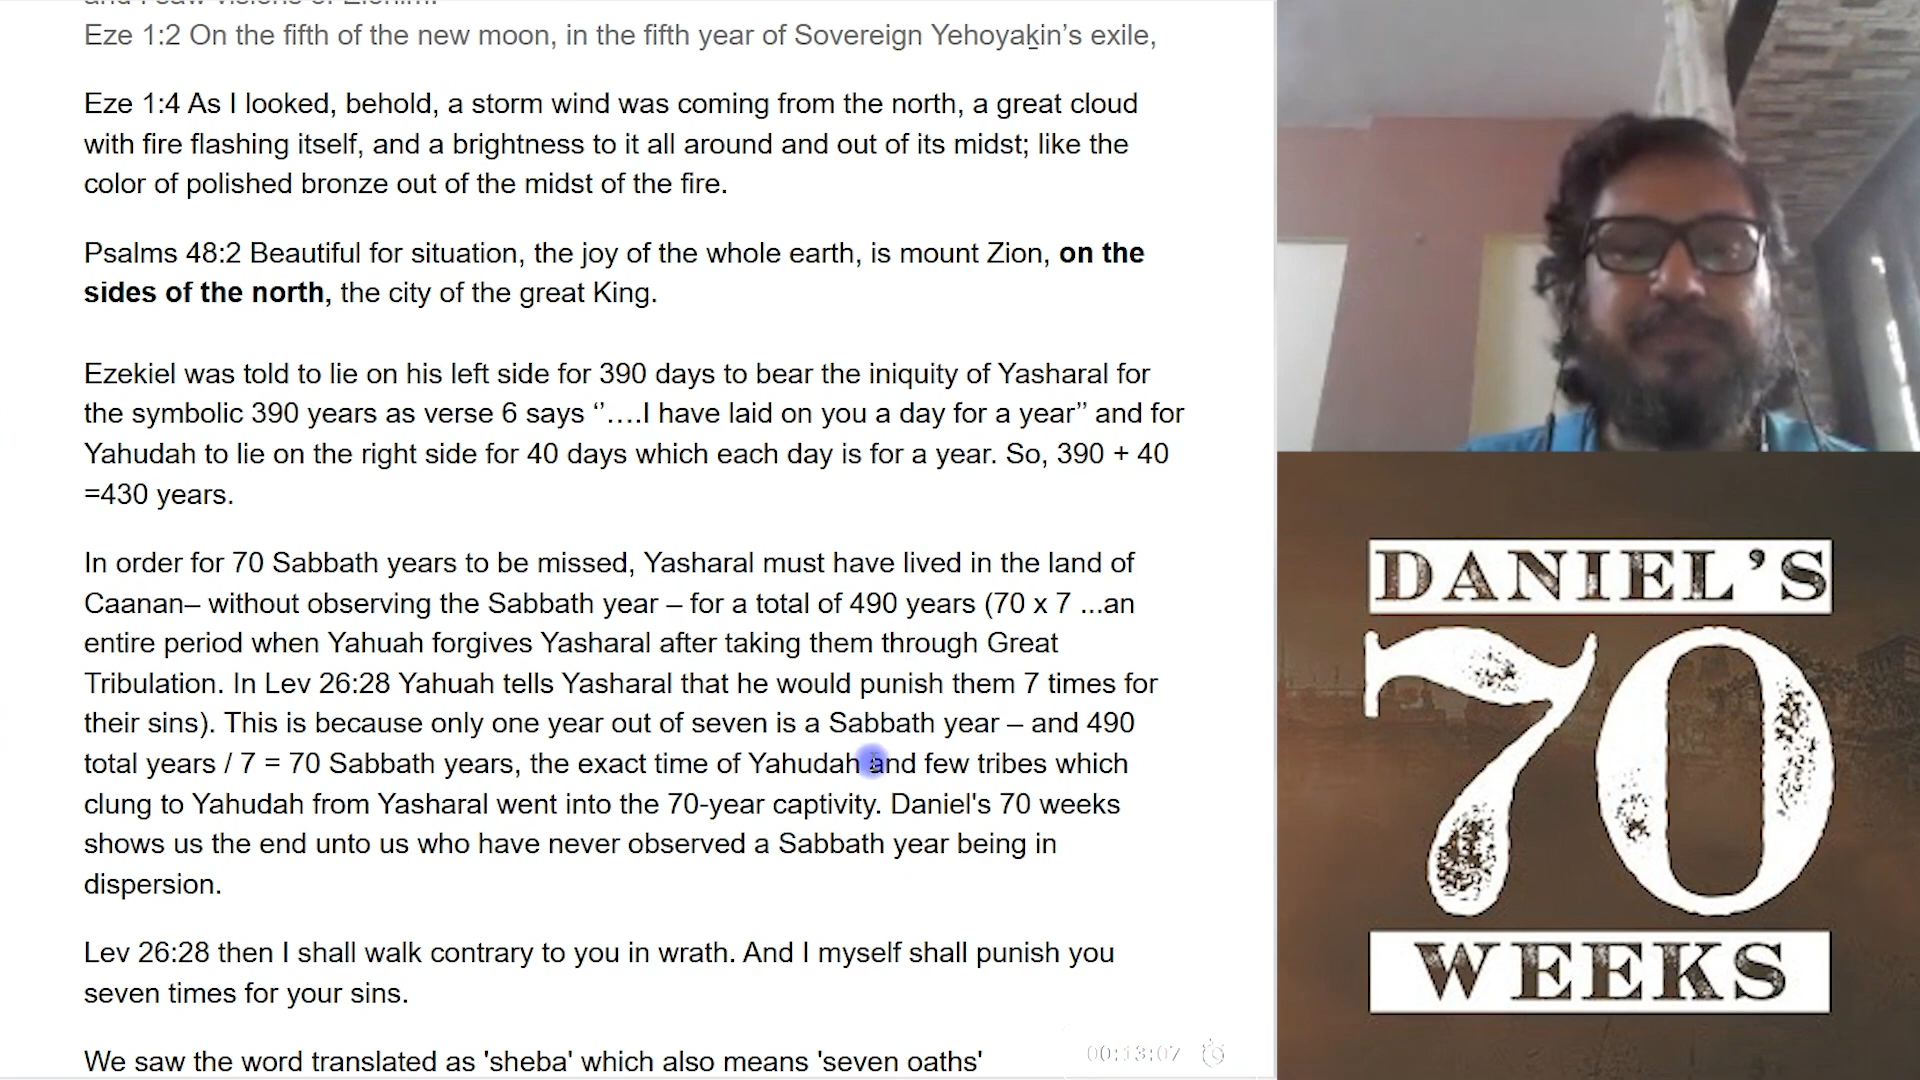 and I saw visions of Elohim.
Eze 1:2 On the fifth of the new moon, in the fifth year of Sovereign Yehoyaḵin’s exile,
Eze 1:4 As I looked, behold, a storm wind was coming from the north, a great cloud
with fire flashing itself, and a brightness to it all around and out of its midst; like the
color of polished bronze out of the midst of the fire.
Psalms 48:2 Beautiful for situation, the joy of the whole earth, is mount Zion, on the
sides of the north, the city of the great King.
Ezekiel was told to lie on his left side for 390 days to bear the iniquity of Yasharal for
the symbolic 390 years as verse 6 says ‘’….I have laid on you a day for a year’’ and for
Yahudah to lie on the right side for 40 days which each day is for a year. So, 390 + 40
=430 years.
In order for 70 Sabbath years to be missed, Yasharal must have lived in the land of
Caanan– without observing the Sabbath year – for a total of 490 years (70 x 7 ...an
entire period when Yahuah forgives Yasharal after taking them through Great
Tribulation. In Lev 26:28 Yahuah tells Yasharal that he would punish them 7 times for
their sins). This is because only one year out of seven is a Sabbath year – and 490
total years / 7 = 70 Sabbath years, the exact time of Yahudah and few tribes which
clung to Yahudah from Yasharal went into the 70-year captivity. Daniel's 70 weeks
shows us the end unto us who have never observed a Sabbath year being in
dispersion.
Lev 26:28 then I shall walk contrary to you in wrath. And I myself shall punish you
seven times for your sins.
We saw the word translated as 'sheba' which also means 'seven oaths'
00:13:07
DANIEL’S
70
WEEKS